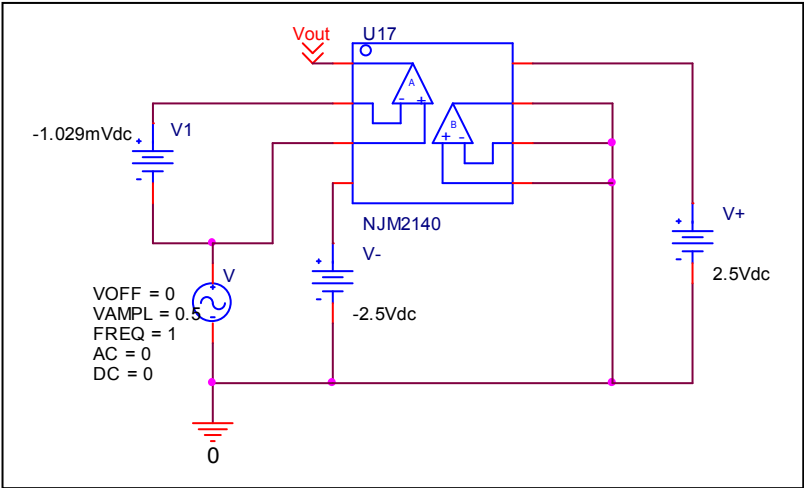 Vout
U17
A
B
- +
+ -
-1.029mVdc
V1
+
-
NJM2140
V+
+
-
2.5Vdc
V-
+
-
-2.5Vdc
V
+
-
VOFF = 0
VAMPL = 0.5
FREQ = 1
AC = 0
DC = 0
0